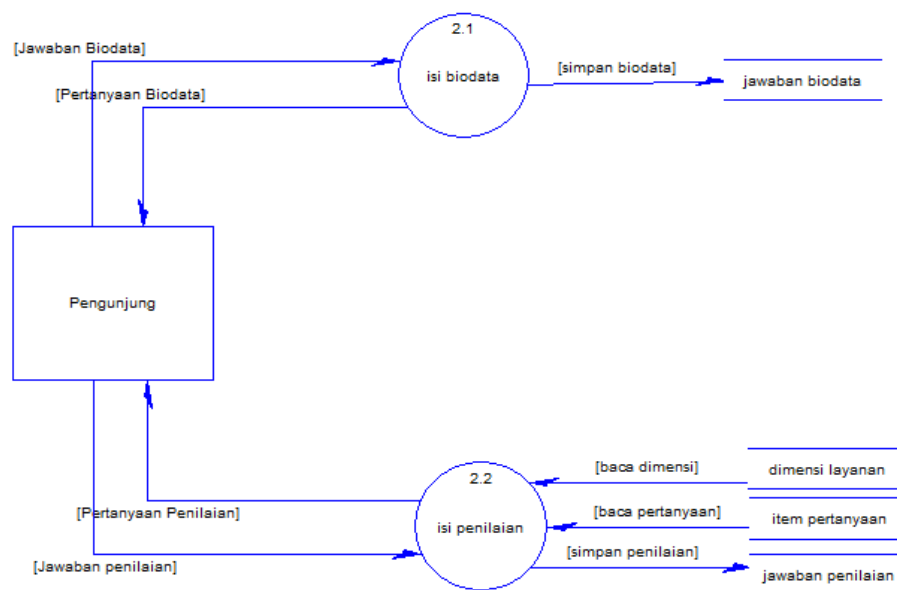 2.1
[Jawaban Biodata]
isi biodata
[simpan biodata]
jawaban biodata
[Pertanyaan Biodata]
Pengunjung
2.2
[baca dimensi]
dimensi layanan
[Pertanyaan Penilaian]
isi penilaian
[baca pertanyaan]
item pertanyaan
[simpan penilaian]
[Jawaban penilaian]
jawaban penilaian